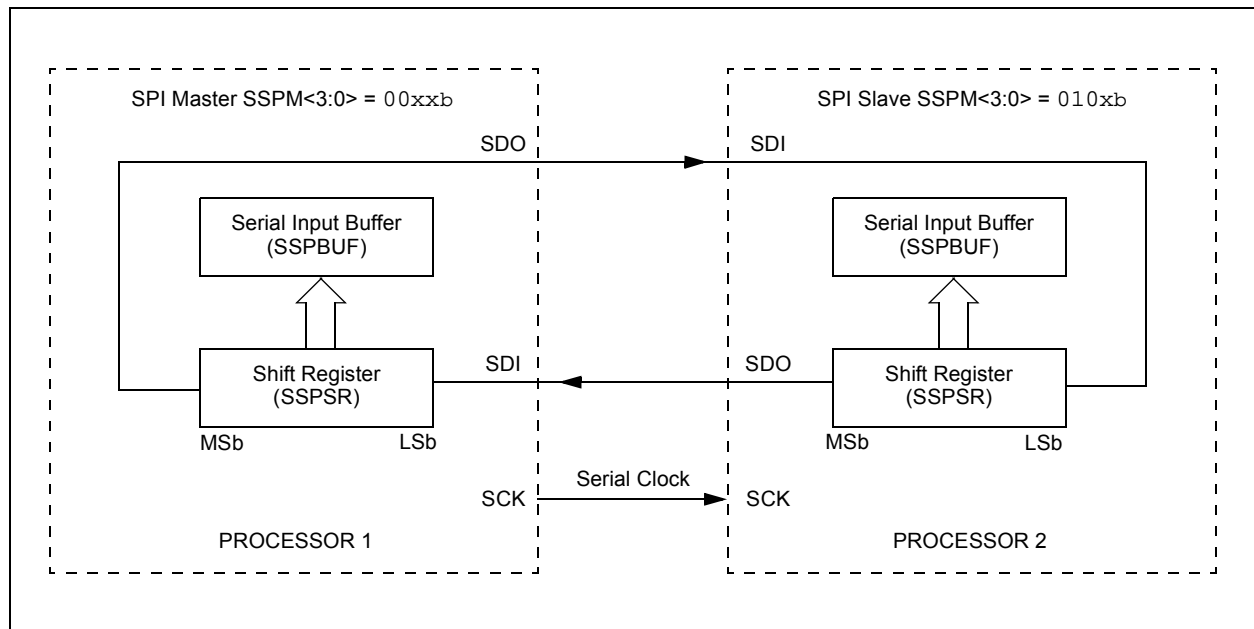 SPI Master SSPM<3:0> = 00xxb
SPI Slave SSPM<3:0> = 010xb
SDO
SDI
Serial Input Buffer
(SSPBUF)
Serial Input Buffer
(SSPBUF)
Shift Register
(SSPSR)
MSb
LSb
SDI
SDO
Shift Register
(SSPSR)
MSb
LSb
Serial Clock
SCK
SCK
PROCESSOR 1
PROCESSOR 2